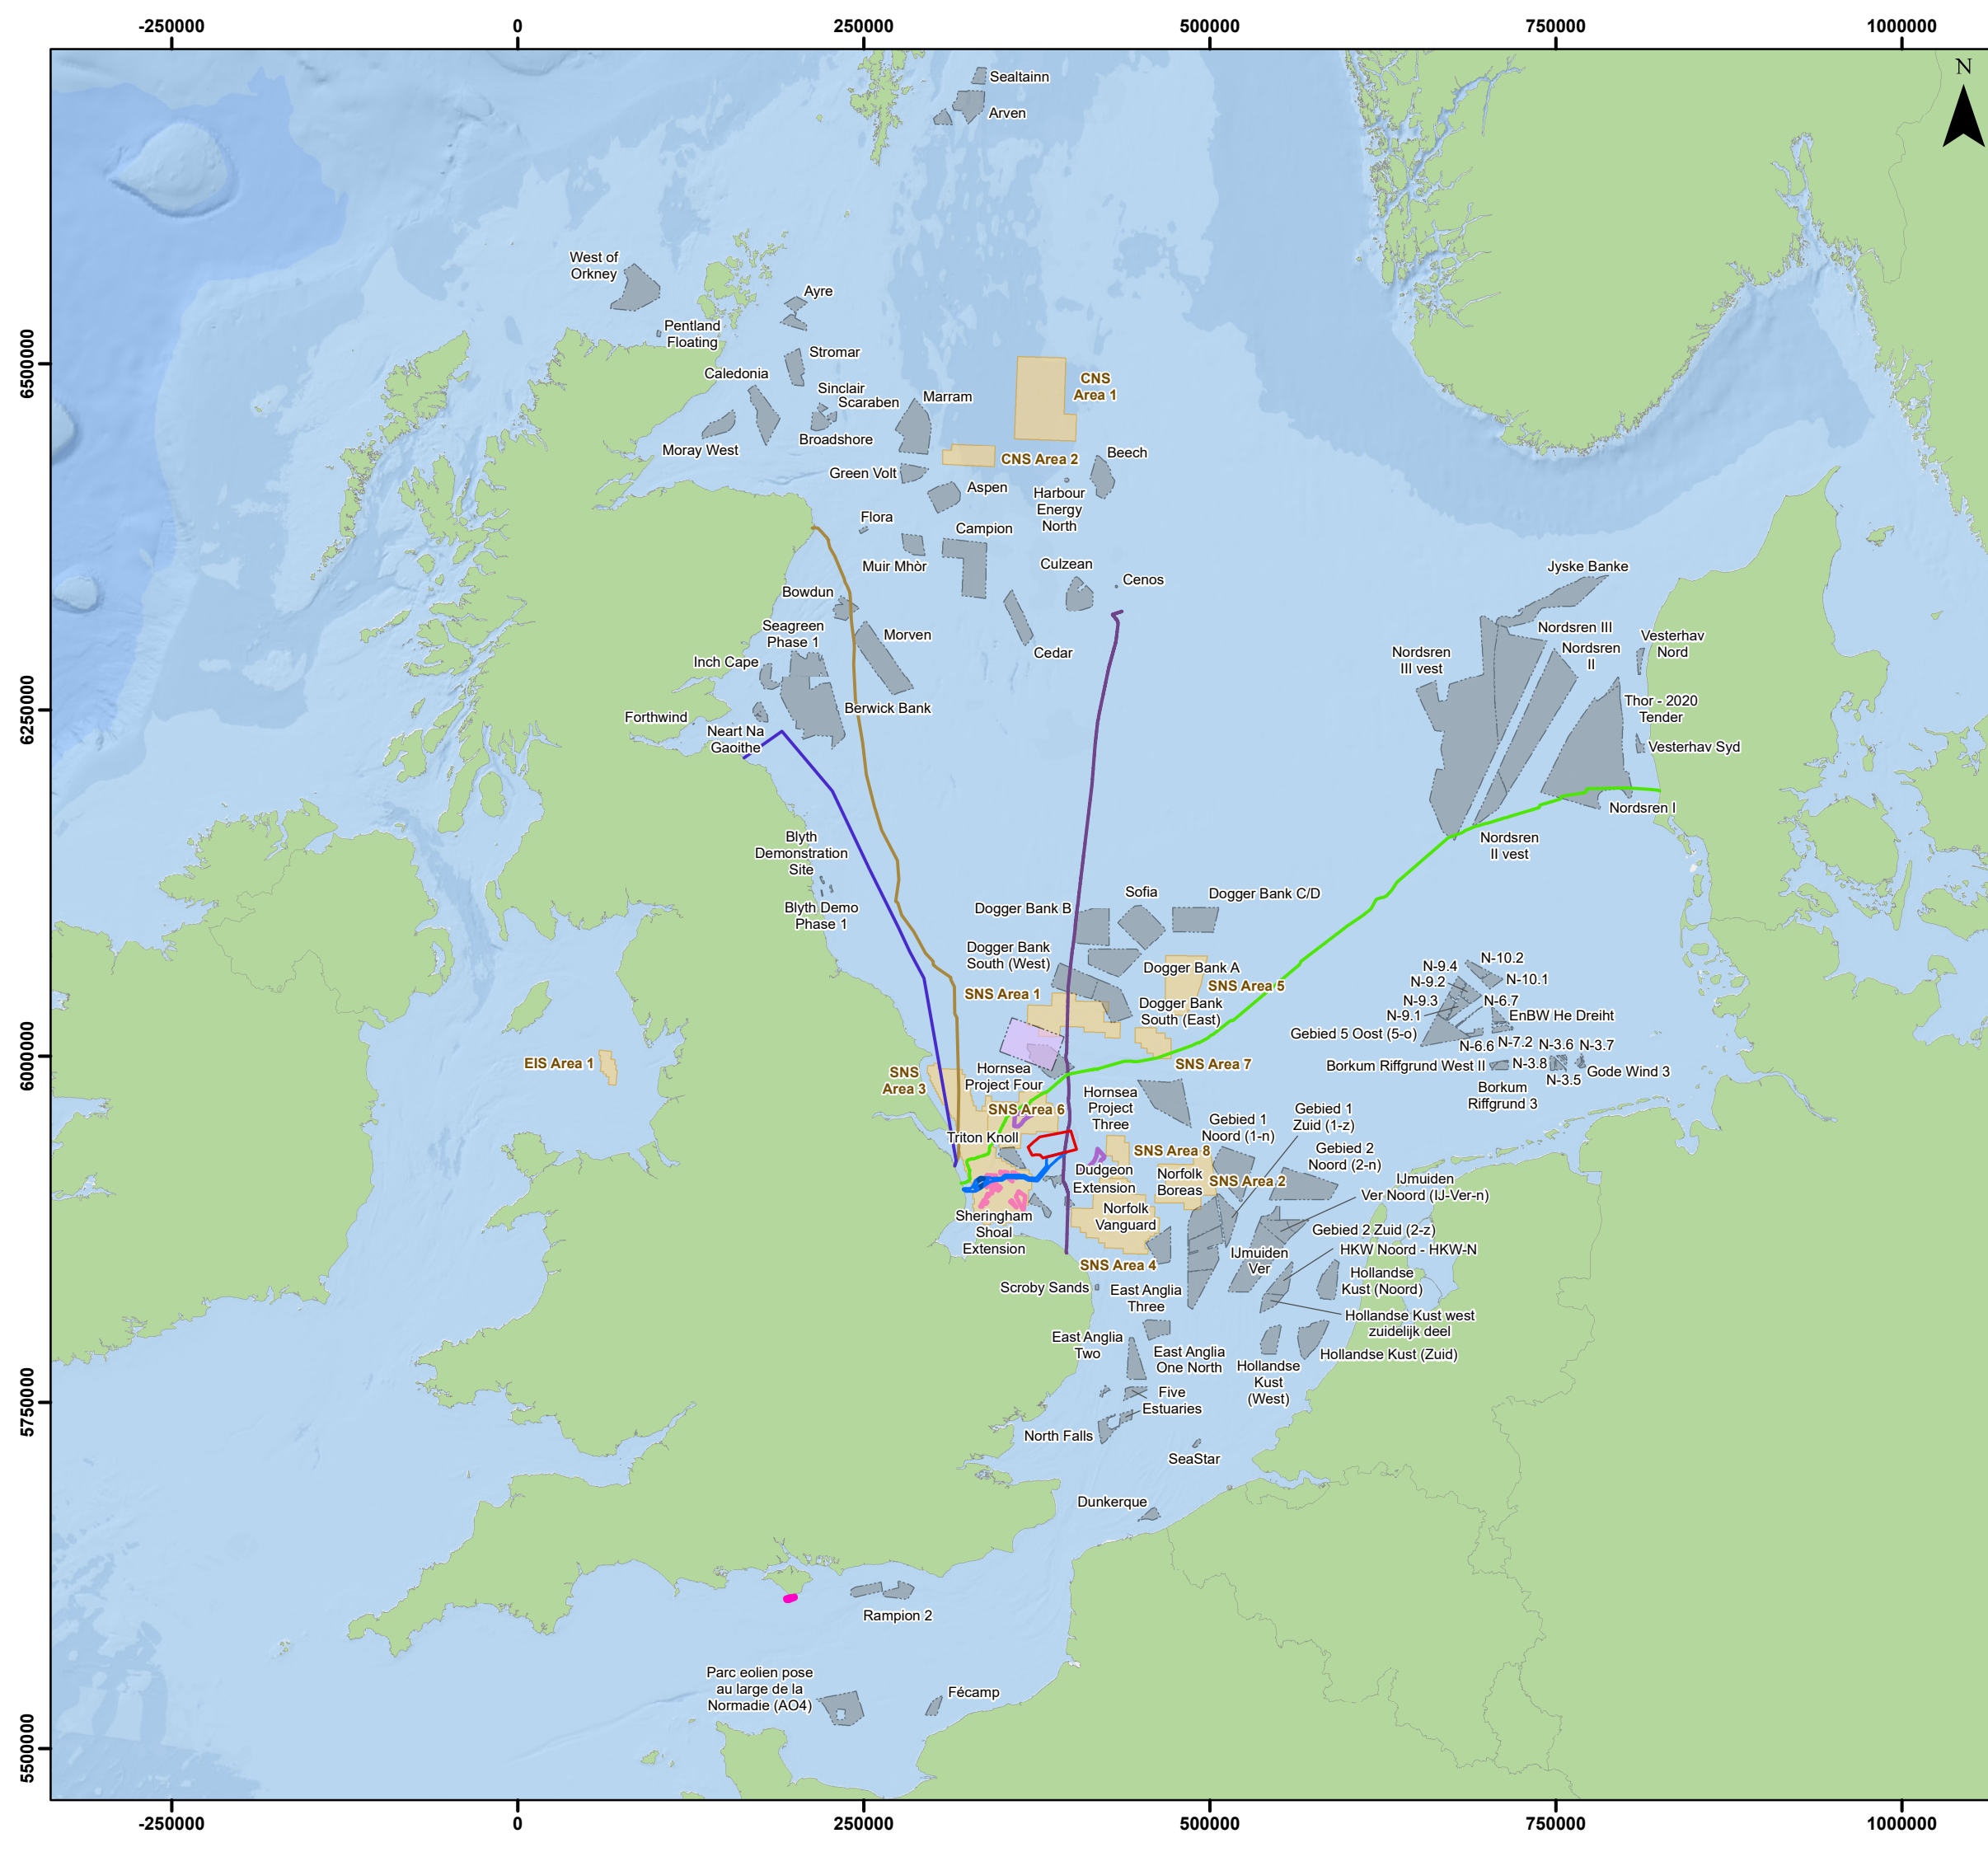 -250000
0
250000
500000
750000
1000000
N
Sealtainn
Arven
West of
Orkney
Ayre
Pentland
Floating
Stromar
Caledonia
Sinclair
Scaraben
Marram
CNS
Area 1
Broadshore
Moray West
CNS Area 2
Beech
Green Volt
Aspen
Harbour
Energy
North
Flora
Campion
Muir Mhòr
Culzean
Cenos
Jyske Banke
Bowdun
Seagreen
Phase 1
Morven
Nordsren III
Vesterhav
Nord
Nordsren
II
Nordsren
III vest
Inch Cape
Cedar
Thor - 2020
Tender
Berwick Bank
Forthwind
Neart Na
Gaoithe
Vesterhav Syd
Nordsren I
Nordsren
II vest
Blyth
Demonstration
Site
Blyth Demo
Phase 1
Sofia
Dogger Bank C/D
Dogger Bank B
Dogger Bank
South (West)
Dogger Bank A
SNS Area 5
SNS Area 1
Dogger Bank
South (East)
N-9.4
N-10.2
N-9.2
N-10.1
N-9.3
N-6.7
N-9.1
EnBW He Dreiht
Gebied 5 Oost (5-o)
N-6.6
N-7.2
N-3.6
N-3.7
Borkum Riffgrund West II
N-3.8
Gode Wind 3
N-3.5
Borkum
Riffgrund 3
EIS Area 1
SNS
Area 3
Hornsea
Project Four
SNS Area 7
SNS Area 6
Hornsea
Project
Three
Gebied 1
Noord (1-n)
Gebied 1
Zuid (1-z)
Triton Knoll
SNS Area 8
Gebied 2
Noord (2-n)
Dudgeon
Extension
Norfolk
Boreas
SNS Area 2
IJmuiden
Ver Noord (IJ-Ver-n)
Sheringham
Shoal
Extension
Norfolk
Vanguard
Gebied 2 Zuid (2-z)
HKW Noord - HKW-N
IJmuiden
Ver
SNS Area 4
Hollandse
Kust (Noord)
Scroby Sands
East Anglia
Three
Hollandse Kust west
zuidelijk deel
East Anglia
Two
East Anglia
One North
Hollandse Kust (Zuid)
Hollandse
Kust
(West)
Five
Estuaries
North Falls
SeaStar
Dunkerque
Rampion 2
Parc eolien pose
au large de la
Normadie (AO4)
Fécamp
6500000
6250000
6000000
5750000
5500000
-250000
0
250000
500000
750000
1000000